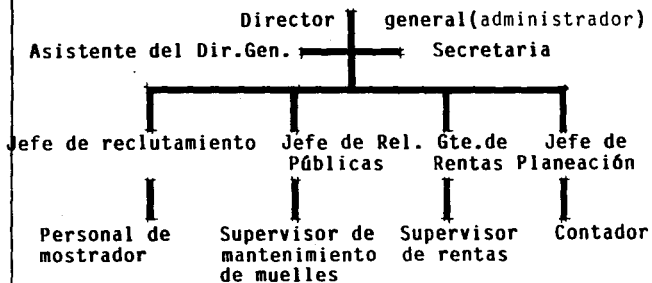 Director general(administrador)
Asistente del Dir.Gen. Secretaria
Jefe de reclutamiento Jefe de Rel. Gte.de Jefe de
Públicas Rentas Planeación
Personal de Supervisor de Supervisor Contador
mostrador mantenimiento de rentas
de muelles